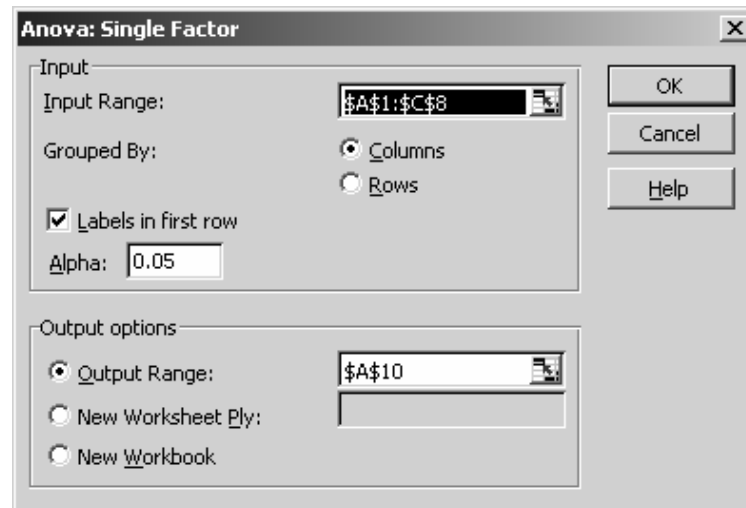 Anova: Single Factor
Input
Input Range: $A$1:$C$8
Grouped By: Columns
Rows
Labels in first row
Alpha: 0.05
OK
Cancel
Help
Output options
Output Range: $A$10
New Worksheet Ply:
New Workbook